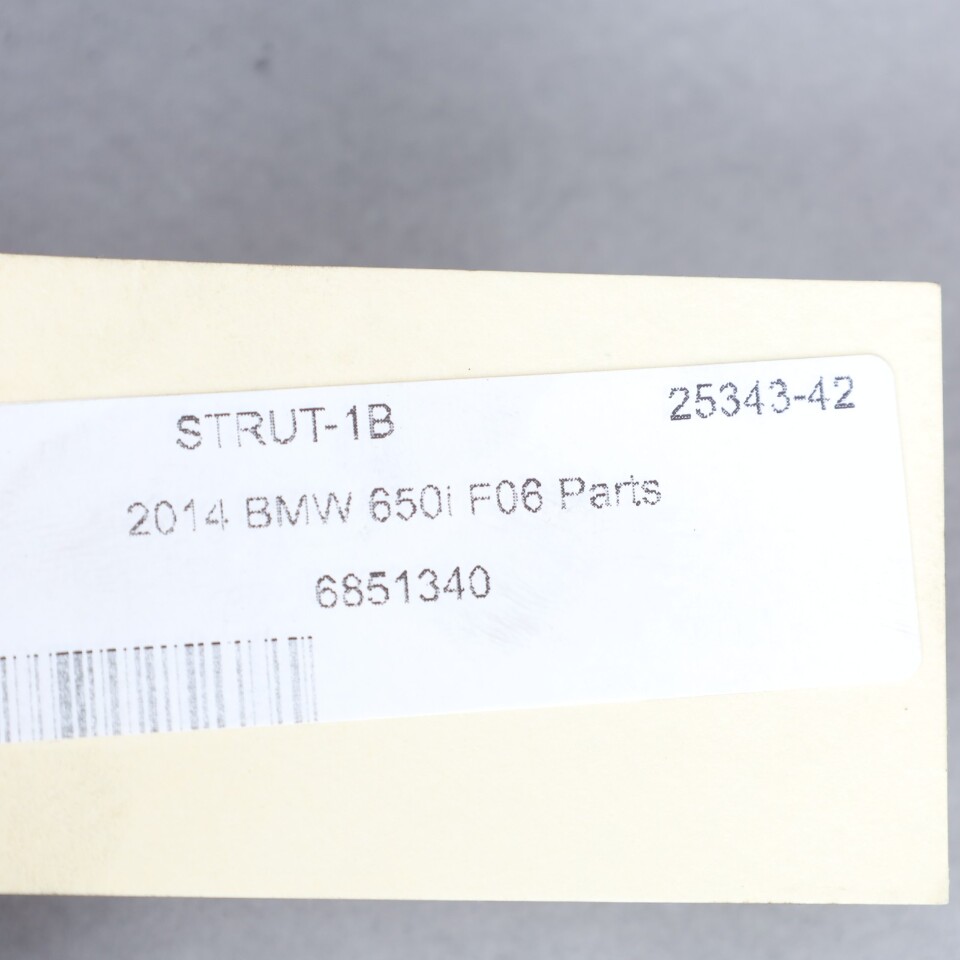 STRUT-1B
25343-42
2014 BMW 650i F06 Parts
6851340